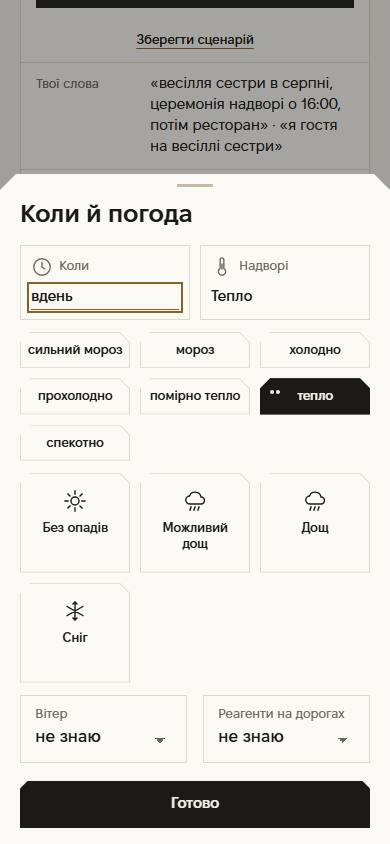 Зберегти сценарій
Твої слова
«весілля сестри в серпні,
церемонія надворі о 16:00,
потім ресторан» · «я гостя
на весіллі сестри»
Коли й погода
Коли
вдень
Надворі
Тепло
сильний мороз
мороз
холодно
прохолодно
помірно тепло
тепло
спекотно
Без опадів
Можливий
дощ
Дощ
Сніг
Вітер
не знаю
Реагенти на дорогах
не знаю
Готово